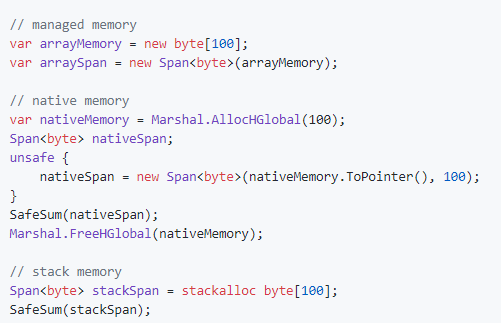 // managed memory
var arrayMemory = new byte[100];
var arraySpan = new Span<byte>(arrayMemory);

// native memory
var nativeMemory = Marshal.AllocHGlobal(100);
Span<byte> nativeSpan;
unsafe {
    nativeSpan = new Span<byte>(nativeMemory.ToPointer(), 100);
}
SafeSum(nativeSpan);
Marshal.FreeHGlobal(nativeMemory);

// stack memory
Span<byte> stackSpan = stackalloc byte[100];
SafeSum(stackSpan);